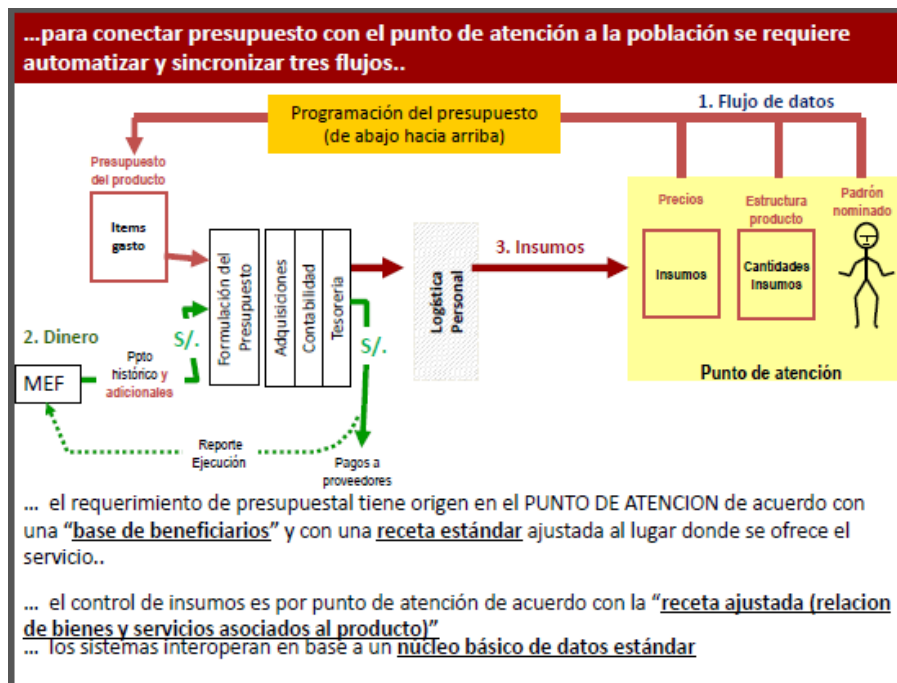 ...para conectar presupuesto con el punto de atención a la población se requiere
automatizar y sincronizar tres flujos..
1. Flujo de datos
Programación del presupuesto
(de abajo hacia arriba)
Presupuesto
del producto
Items
gasto
Precios
Estructura
producto
Padrón
nominado
Insumos
Cantidades
Insumos
Punto de atención
3. Insumos
Formulación del
Presupuesto
Adquisiciones
Contabilidad
Tesorería
Logística
Personal
2. Dinero
S/.
S/.
MEF
Ppto
histórico y
adicionales
Reporte
Ejecución
Pagos a
proveedores
... el requerimiento de presupuestal tiene origen en el PUNTO DE ATENCION de acuerdo con
una “base de beneficiarios” y con una receta estándar ajustada al lugar donde se ofrece el
servicio..
... el control de insumos es por punto de atención de acuerdo con la “receta ajustada (relacion
de bienes y servicios asociados al producto)”
... los sistemas interoperan en base a un núcleo básico de datos estándar